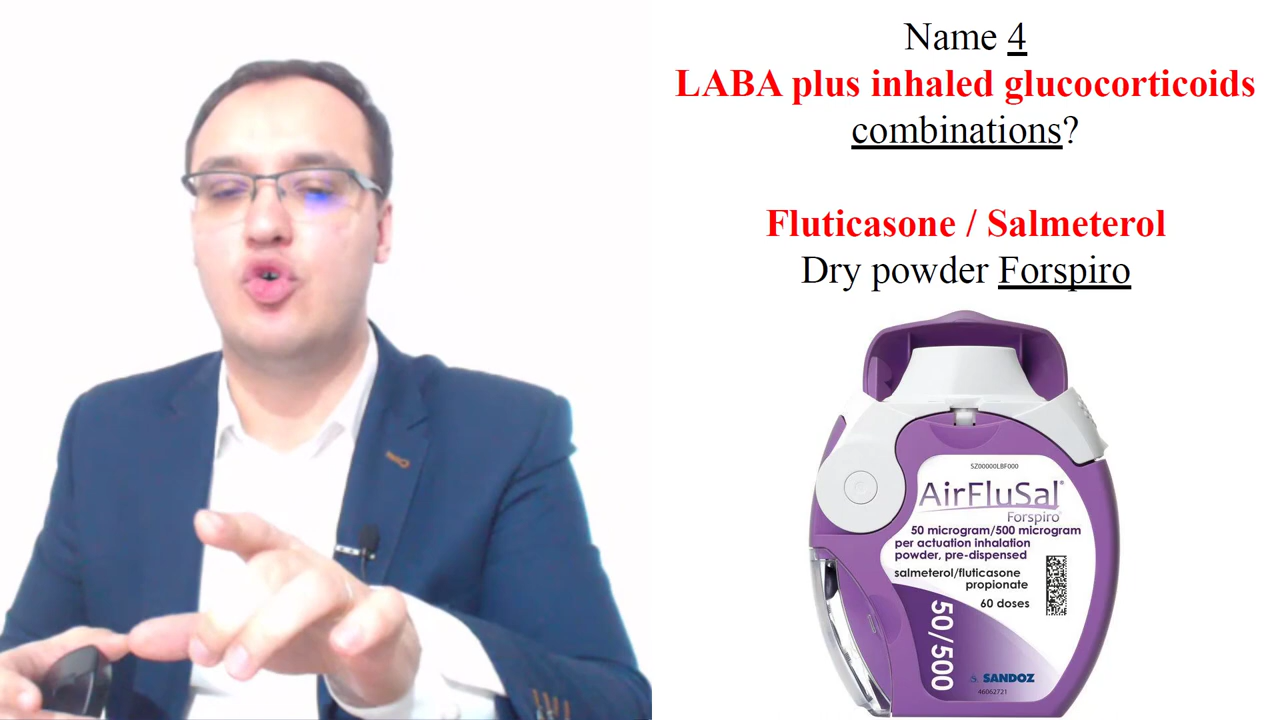 Name 4
LABA plus inhaled glucocorticoids
combinations?
Fluticasone / Salmeterol
Dry powder Forspiro
SZ00000LBF000
AirFluSal®
Forspiro®
50 microgram/500 microgram
per actuation inhalation
powder, pre-dispensed
salmeterol/fluticasone
propionate
60 doses
50/500
SANDOZ
46062721